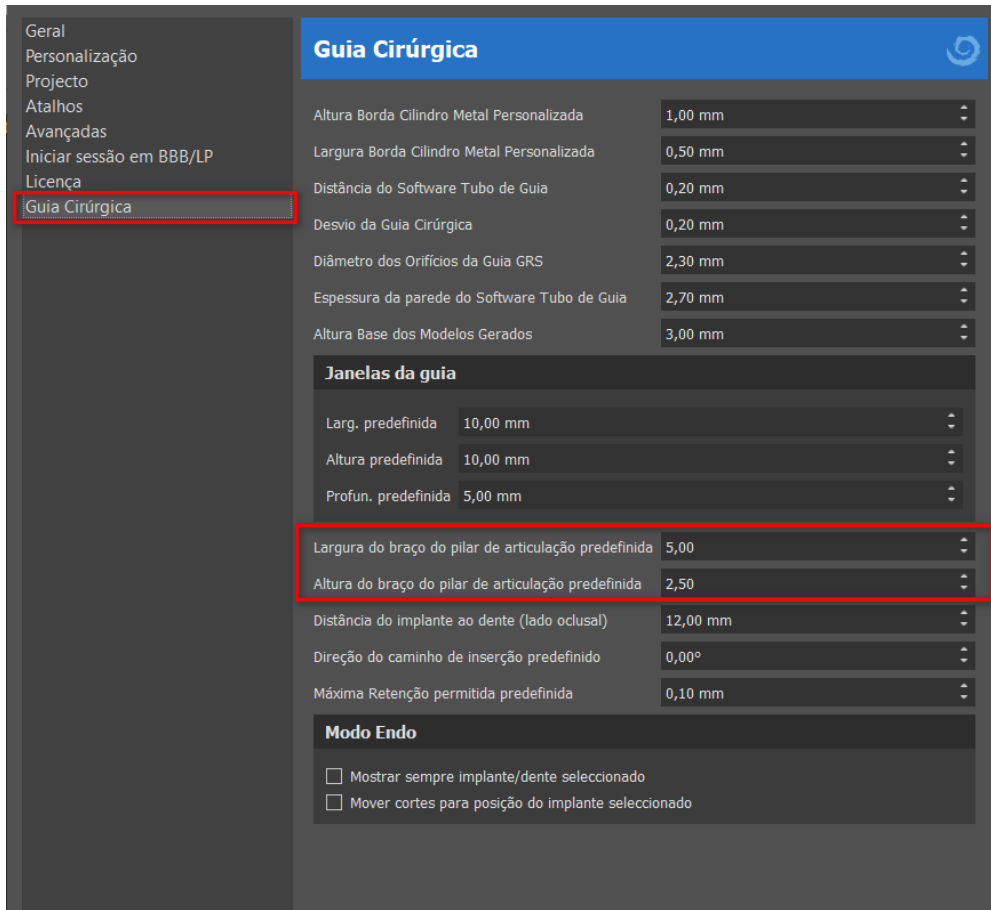 Geral
Personalização
Projecto
Atalhos
Avançadas
Iniciar sessão em BBB/LP
Licença
Guia Cirúrgica
Guia Cirúrgica
Altura Borda Cilindro Metal Personalizada 1,00 mm
Largura Borda Cilindro Metal Personalizada 0,50 mm
Distância do Software Tubo de Guia 0,20 mm
Desvio da Guia Cirúrgica 0,20 mm
Diâmetro dos Orifícios da Guia GRS 2,30 mm
Espessura da parede do Software Tubo de Guia 2,70 mm
Altura Base dos Modelos Gerados 3,00 mm
Janelas da guia
Larg. predefinida 10,00 mm
Altura predefinida 10,00 mm
Profun. predefinida 5,00 mm
Largura do braço do pilar de articulação predefinida 5,00
Altura do braço do pilar de articulação predefinida 2,50
Distância do implante ao dente (lado oclusal) 12,00 mm
Direção do caminho de inserção predefinido 0,00º
Máxima Retenção permitida predefinida 0,10 mm
Modo Endo
Mostrar sempre implante/dente seleccionado
Mover cortes para posição do implante seleccionado